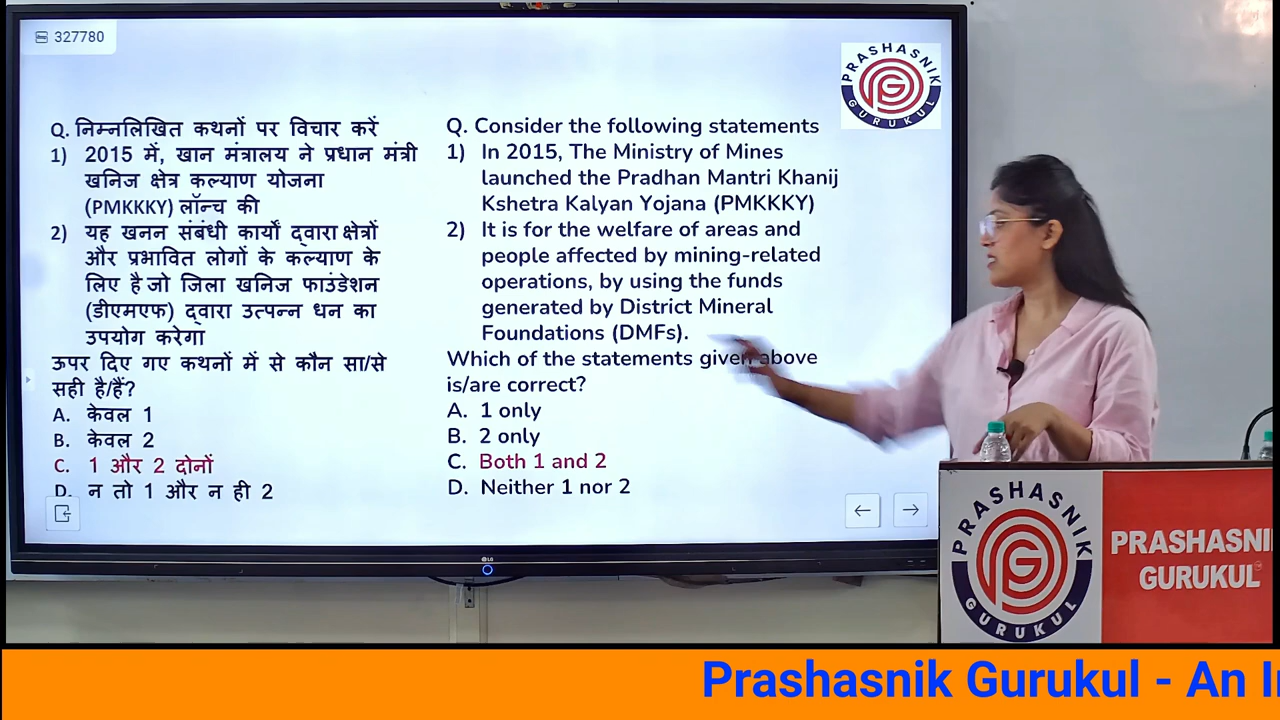 327780
PRASHASNIK
PG
GURUKUL
Q. निम्नलिखित कथनों पर विचार करें
1) 2015 में, खान मंत्रालय ने प्रधान मंत्री
खनिज क्षेत्र कल्याण योजना
(PMKKKY) लॉन्च की
2) यह खनन संबंधी कार्यों द्वारा क्षेत्रों
और प्रभावित लोगों के कल्याण के
लिए है जो जिला खनिज फाउंडेशन
(डीएमएफ) द्वारा उत्पन्न धन का
उपयोग करेगा
ऊपर दिए गए कथनों में से कौन सा/से
सही है/हैं?
A. केवल 1
B. केवल 2
C. 1 और 2 दोनों
D. न तो 1 और न ही 2
Q. Consider the following statements
1) In 2015, The Ministry of Mines
launched the Pradhan Mantri Khanij
Kshetra Kalyan Yojana (PMKKKY)
2) It is for the welfare of areas and
people affected by mining-related
operations, by using the funds
generated by District Mineral
Foundations (DMFs).
Which of the statements given above
is/are correct?
A. 1 only
B. 2 only
C. Both 1 and 2
D. Neither 1 nor 2
LG
PRASHASNIK
PG
GURUKUL
PRASHASNI
GURUKUL
Prashasnik Gurukul - An I